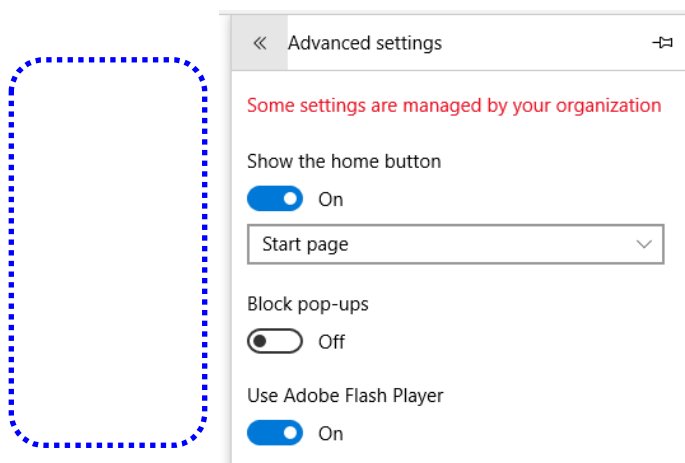 Advanced settings
Some settings are managed by your organization
Show the home button
On
Start page
Block pop-ups
Off
Use Adobe Flash Player
On